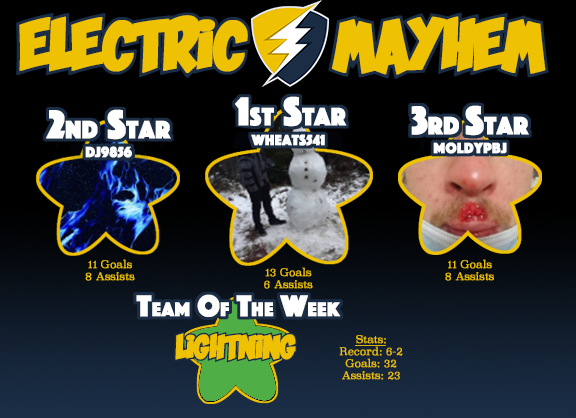 ELECTRIC MAYHEM
2ND STAR
DJ9856
1ST STAR
WHEATS541
3RD STAR
MOLDYPBJ
11 Goals
8 Assists
13 Goals
6 Assists
11 Goals
8 Assists
TEAM OF THE WEEK
LiGHTNiNG
Stats:
Record: 6-2
Goals: 32
Assists: 23